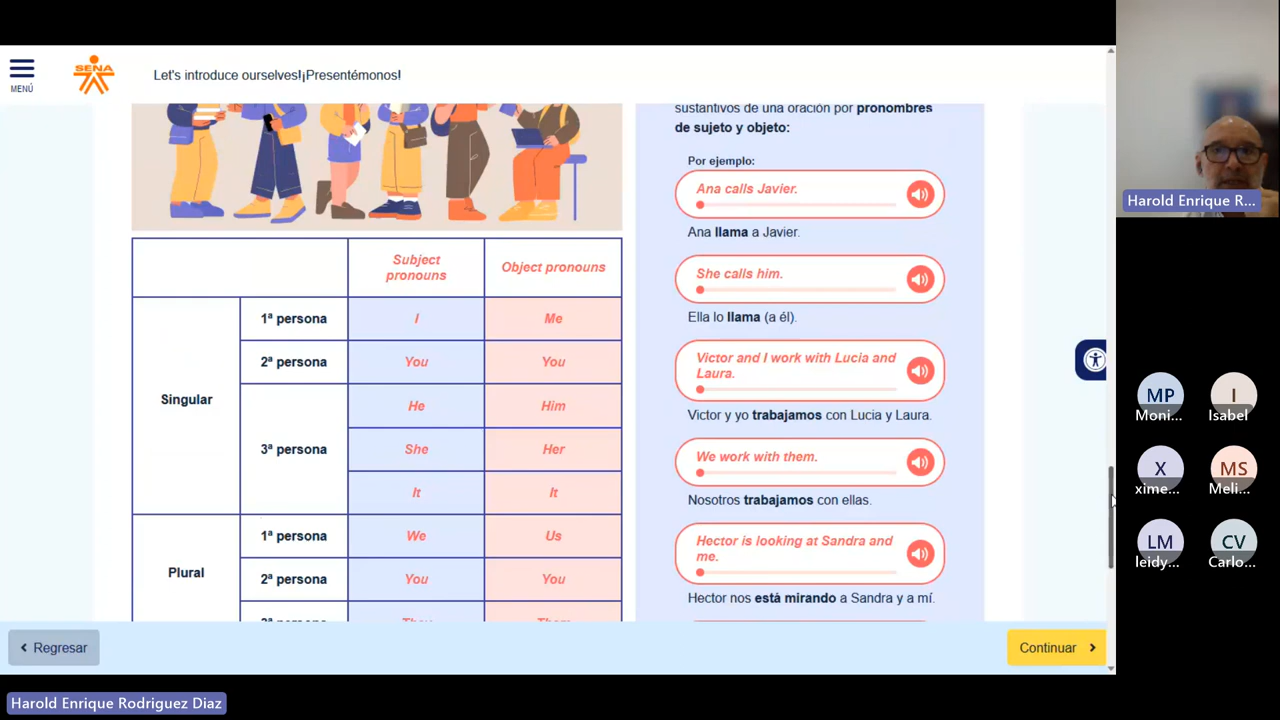 MENÚ
SENA
Let's introduce ourselves!¡Presentémonos!
sustantivos de una oración por pronombres
de sujeto y objeto:
Por ejemplo:
Ana calls Javier.
Ana llama a Javier.
She calls him.
Ella lo llama (a él).
Victor and I work with Lucia and
Laura.
Victor y yo trabajamos con Lucia y Laura.
We work with them.
Nosotros trabajamos con ellas.
Hector is looking at Sandra and
me.
Hector nos está mirando a Sandra y a mí.
Subject
pronouns
Object pronouns
Singular
1ª persona
I
Me
2ª persona
You
You
3ª persona
He
Him
She
Her
It
It
Plural
1ª persona
We
Us
2ª persona
You
You
3ª persona
They
Them
Regresar
Continuar
Harold Enrique R...
MP
Moni...
I
Isabel
X
xime...
MS
Meli...
LM
leidy...
CV
Carlo...
Harold Enrique Rodriguez Diaz